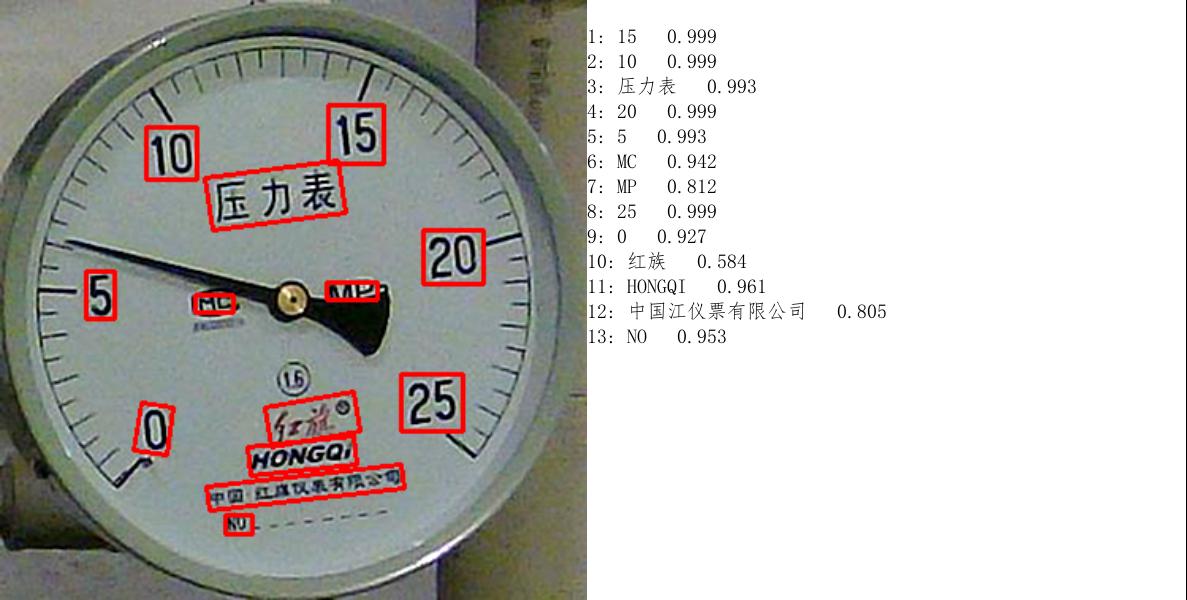 10 15
压力表
20
5 MC MPa
1.6
25
0
红旗
HONGQi
中国·红旗仪表有限公司
NO
1: 15 0.999
2: 10 0.999
3: 压力表 0.993
4: 20 0.999
5: 5 0.993
6: MC 0.942
7: MP 0.812
8: 25 0.999
9: 0 0.927
10: 红族 0.584
11: HONGQI 0.961
12: 中国江仪票有限公司 0.805
13: NO 0.953